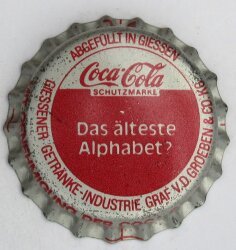 ABGEFÜLLT IN GIESSEN
Coca-Cola
SCHUTZMARKE
Das älteste
Alphabet?
GIESSENER GETRÄNKE-INDUSTRIE GRAF V.D. GROEBEN & CO KG